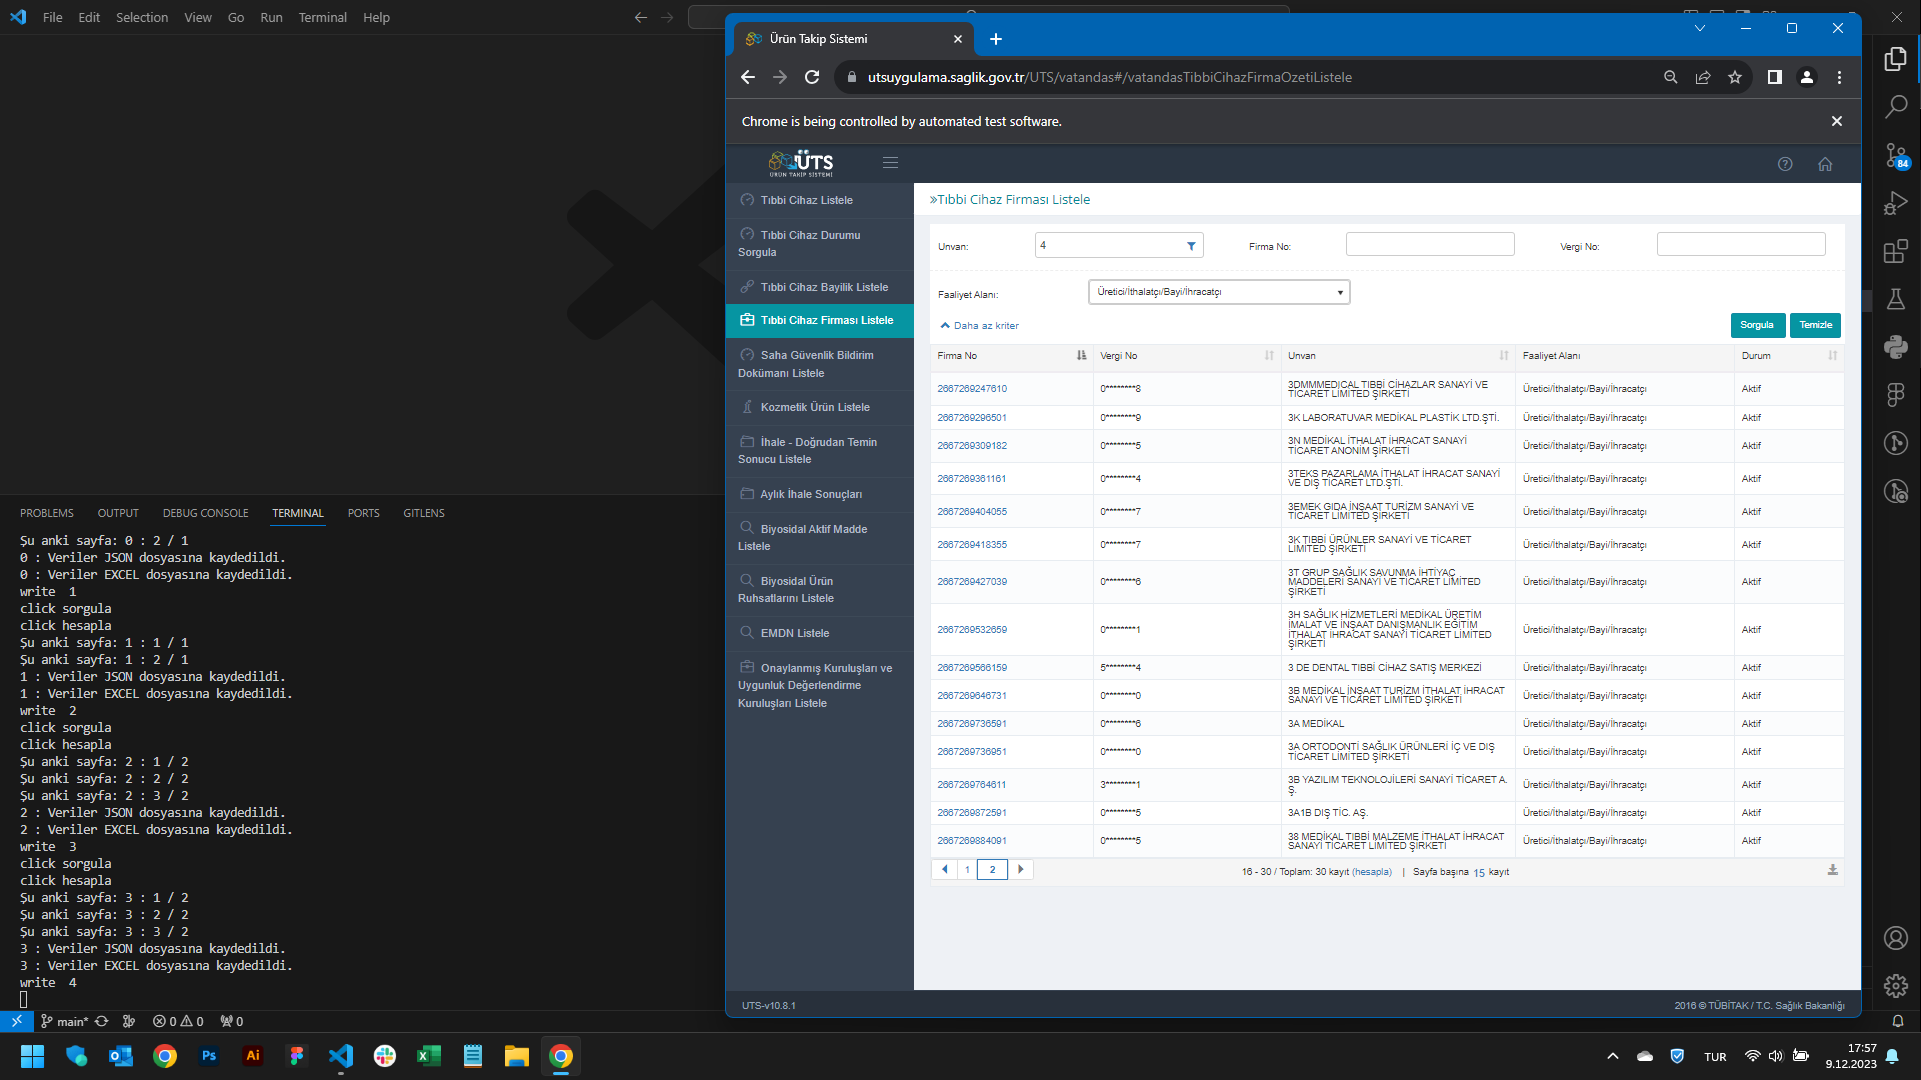 File Edit Selection View Go Run Terminal Help
PROBLEMS OUTPUT DEBUG CONSOLE TERMINAL PORTS GITLENS
Şu anki sayfa: 0 : 2 / 1
0 : Veriler JSON dosyasına kaydedildi.
0 : Veriler EXCEL dosyasına kaydedildi.
write  1
click sorgula
click hesapla
Şu anki sayfa: 1 : 1 / 1
Şu anki sayfa: 1 : 2 / 1
1 : Veriler JSON dosyasına kaydedildi.
1 : Veriler EXCEL dosyasına kaydedildi.
write  2
click sorgula
click hesapla
Şu anki sayfa: 2 : 1 / 2
Şu anki sayfa: 2 : 2 / 2
Şu anki sayfa: 2 : 3 / 2
2 : Veriler JSON dosyasına kaydedildi.
2 : Veriler EXCEL dosyasına kaydedildi.
write  3
click sorgula
click hesapla
Şu anki sayfa: 3 : 1 / 2
Şu anki sayfa: 3 : 2 / 2
Şu anki sayfa: 3 : 3 / 2
3 : Veriler JSON dosyasına kaydedildi.
3 : Veriler EXCEL dosyasına kaydedildi.
write  4
main* 0 0 0
Ürün Takip Sistemi
utsuygulama.saglik.gov.tr/UTS/vatandas#/vatandasTibbiCihazFirmaOzetiListele
Chrome is being controlled by automated test software.
ÜTS
ÜRÜN TAKİP SİSTEMİ
Tıbbi Cihaz Listele
Tıbbi Cihaz Durumu
Sorgula
Tıbbi Cihaz Bayilik Listele
Tıbbi Cihaz Firması Listele
Saha Güvenlik Bildirim
Dokümanı Listele
Kozmetik Ürün Listele
İhale - Doğrudan Temin
Sonucu Listele
Aylık İhale Sonuçları
Biyosidal Aktif Madde
Listele
Biyosidal Ürün
Ruhsatlarını Listele
EMDN Listele
Onaylanmış Kuruluşları ve
Uygunluk Değerlendirme
Kuruluşları Listele
»Tıbbi Cihaz Firması Listele
Unvan: 4 Firma No: Vergi No:
Faaliyet Alanı: Üretici/İthalatçı/Bayi/İhracatçı
Daha az kriter Sorgula Temizle
Firma No Vergi No Unvan Faaliyet Alanı Durum
2667269247610 0********8 3DMMMEDICAL TIBBİ CİHAZLAR SANAYİ VE
TİCARET LİMİTED ŞİRKETİ Üretici/İthalatçı/Bayi/İhracatçı Aktif
2667269296501 0********9 3K LABORATUVAR MEDİKAL PLASTİK LTD.ŞTİ. Üretici/İthalatçı/Bayi/İhracatçı Aktif
2667269309182 0********5 3N MEDİKAL İTHALAT İHRACAT SANAYİ
TİCARET ANONİM ŞİRKETİ Üretici/İthalatçı/Bayi/İhracatçı Aktif
2667269361161 0********4 3TEKS PAZARLAMA İTHALAT İHRACAT SANAYİ
VE DIŞ TİCARET LTD.ŞTİ. Üretici/İthalatçı/Bayi/İhracatçı Aktif
2667269404055 0********7 3EMEK GIDA İNŞAAT TURİZM SANAYİ VE
TİCARET LİMİTED ŞİRKETİ Üretici/İthalatçı/Bayi/İhracatçı Aktif
2667269418355 0********7 3K TIBBİ ÜRÜNLER SANAYİ VE TİCARET
LİMİTED ŞİRKETİ Üretici/İthalatçı/Bayi/İhracatçı Aktif
2667269427039 0********6 3T GRUP SAĞLIK SAVUNMA İHTİYAÇ
MADDELERİ SANAYİ VE TİCARET LİMİTED
ŞİRKETİ Üretici/İthalatçı/Bayi/İhracatçı Aktif
2667269532659 0********1 3H SAĞLIK HİZMETLERİ MEDİKAL ÜRETİM
İMALAT VE İNŞAAT DANIŞMANLIK EĞİTİM
İTHALAT İHRACAT SANAYİ TİCARET LİMİTED
ŞİRKETİ Üretici/İthalatçı/Bayi/İhracatçı Aktif
2667269566159 5********4 3 DE DENTAL TIBBİ CİHAZ SATIŞ MERKEZİ Üretici/İthalatçı/Bayi/İhracatçı Aktif
2667269646731 0********0 3B MEDİKAL İNŞAAT TURİZM İTHALAT İHRACAT
SANAYİ VE TİCARET LİMİTED ŞİRKETİ Üretici/İthalatçı/Bayi/İhracatçı Aktif
2667269736591 0********6 3A MEDİKAL Üretici/İthalatçı/Bayi/İhracatçı Aktif
2667269736951 0********0 3A ORTODONTİ SAĞLIK ÜRÜNLERİ İÇ VE DIŞ
TİCARET LİMİTED ŞİRKETİ Üretici/İthalatçı/Bayi/İhracatçı Aktif
2667269764611 3********1 3B YAZILIM TEKNOLOJİLERİ SANAYİ TİCARET A.
Ş. Üretici/İthalatçı/Bayi/İhracatçı Aktif
2667269872591 0********5 3A1B DIŞ TİC. AŞ. Üretici/İthalatçı/Bayi/İhracatçı Aktif
2667269884091 0********5 38 MEDİKAL TIBBİ MALZEME İTHALAT İHRACAT
SANAYİ TİCARET LİMİTED ŞİRKETİ Üretici/İthalatçı/Bayi/İhracatçı Aktif
1 2 16 - 30 / Toplam: 30 kayıt (hesapla) | Sayfa başına 15 kayıt
UTS-v10.8.1 2016 © TÜBİTAK / T.C. Sağlık Bakanlığı
84
Ps Ai
TUR 17:57
9.12.2023